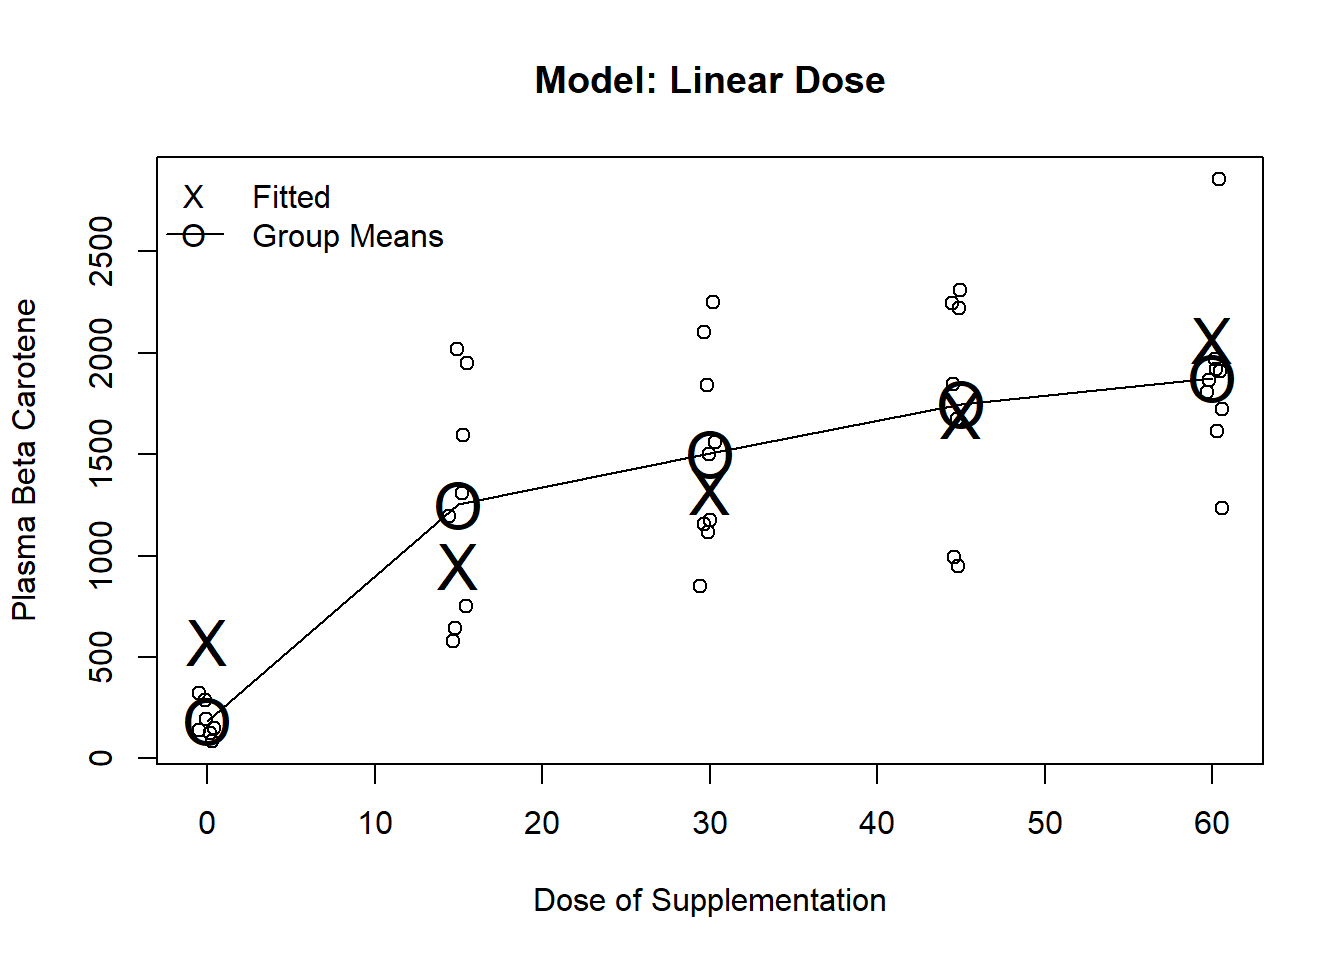 Model: Linear Dose
X Fitted
O Group Means
Plasma Beta Carotene
2500
2000
1500
1000
500
0
0 10 20 30 40 50 60
Dose of Supplementation